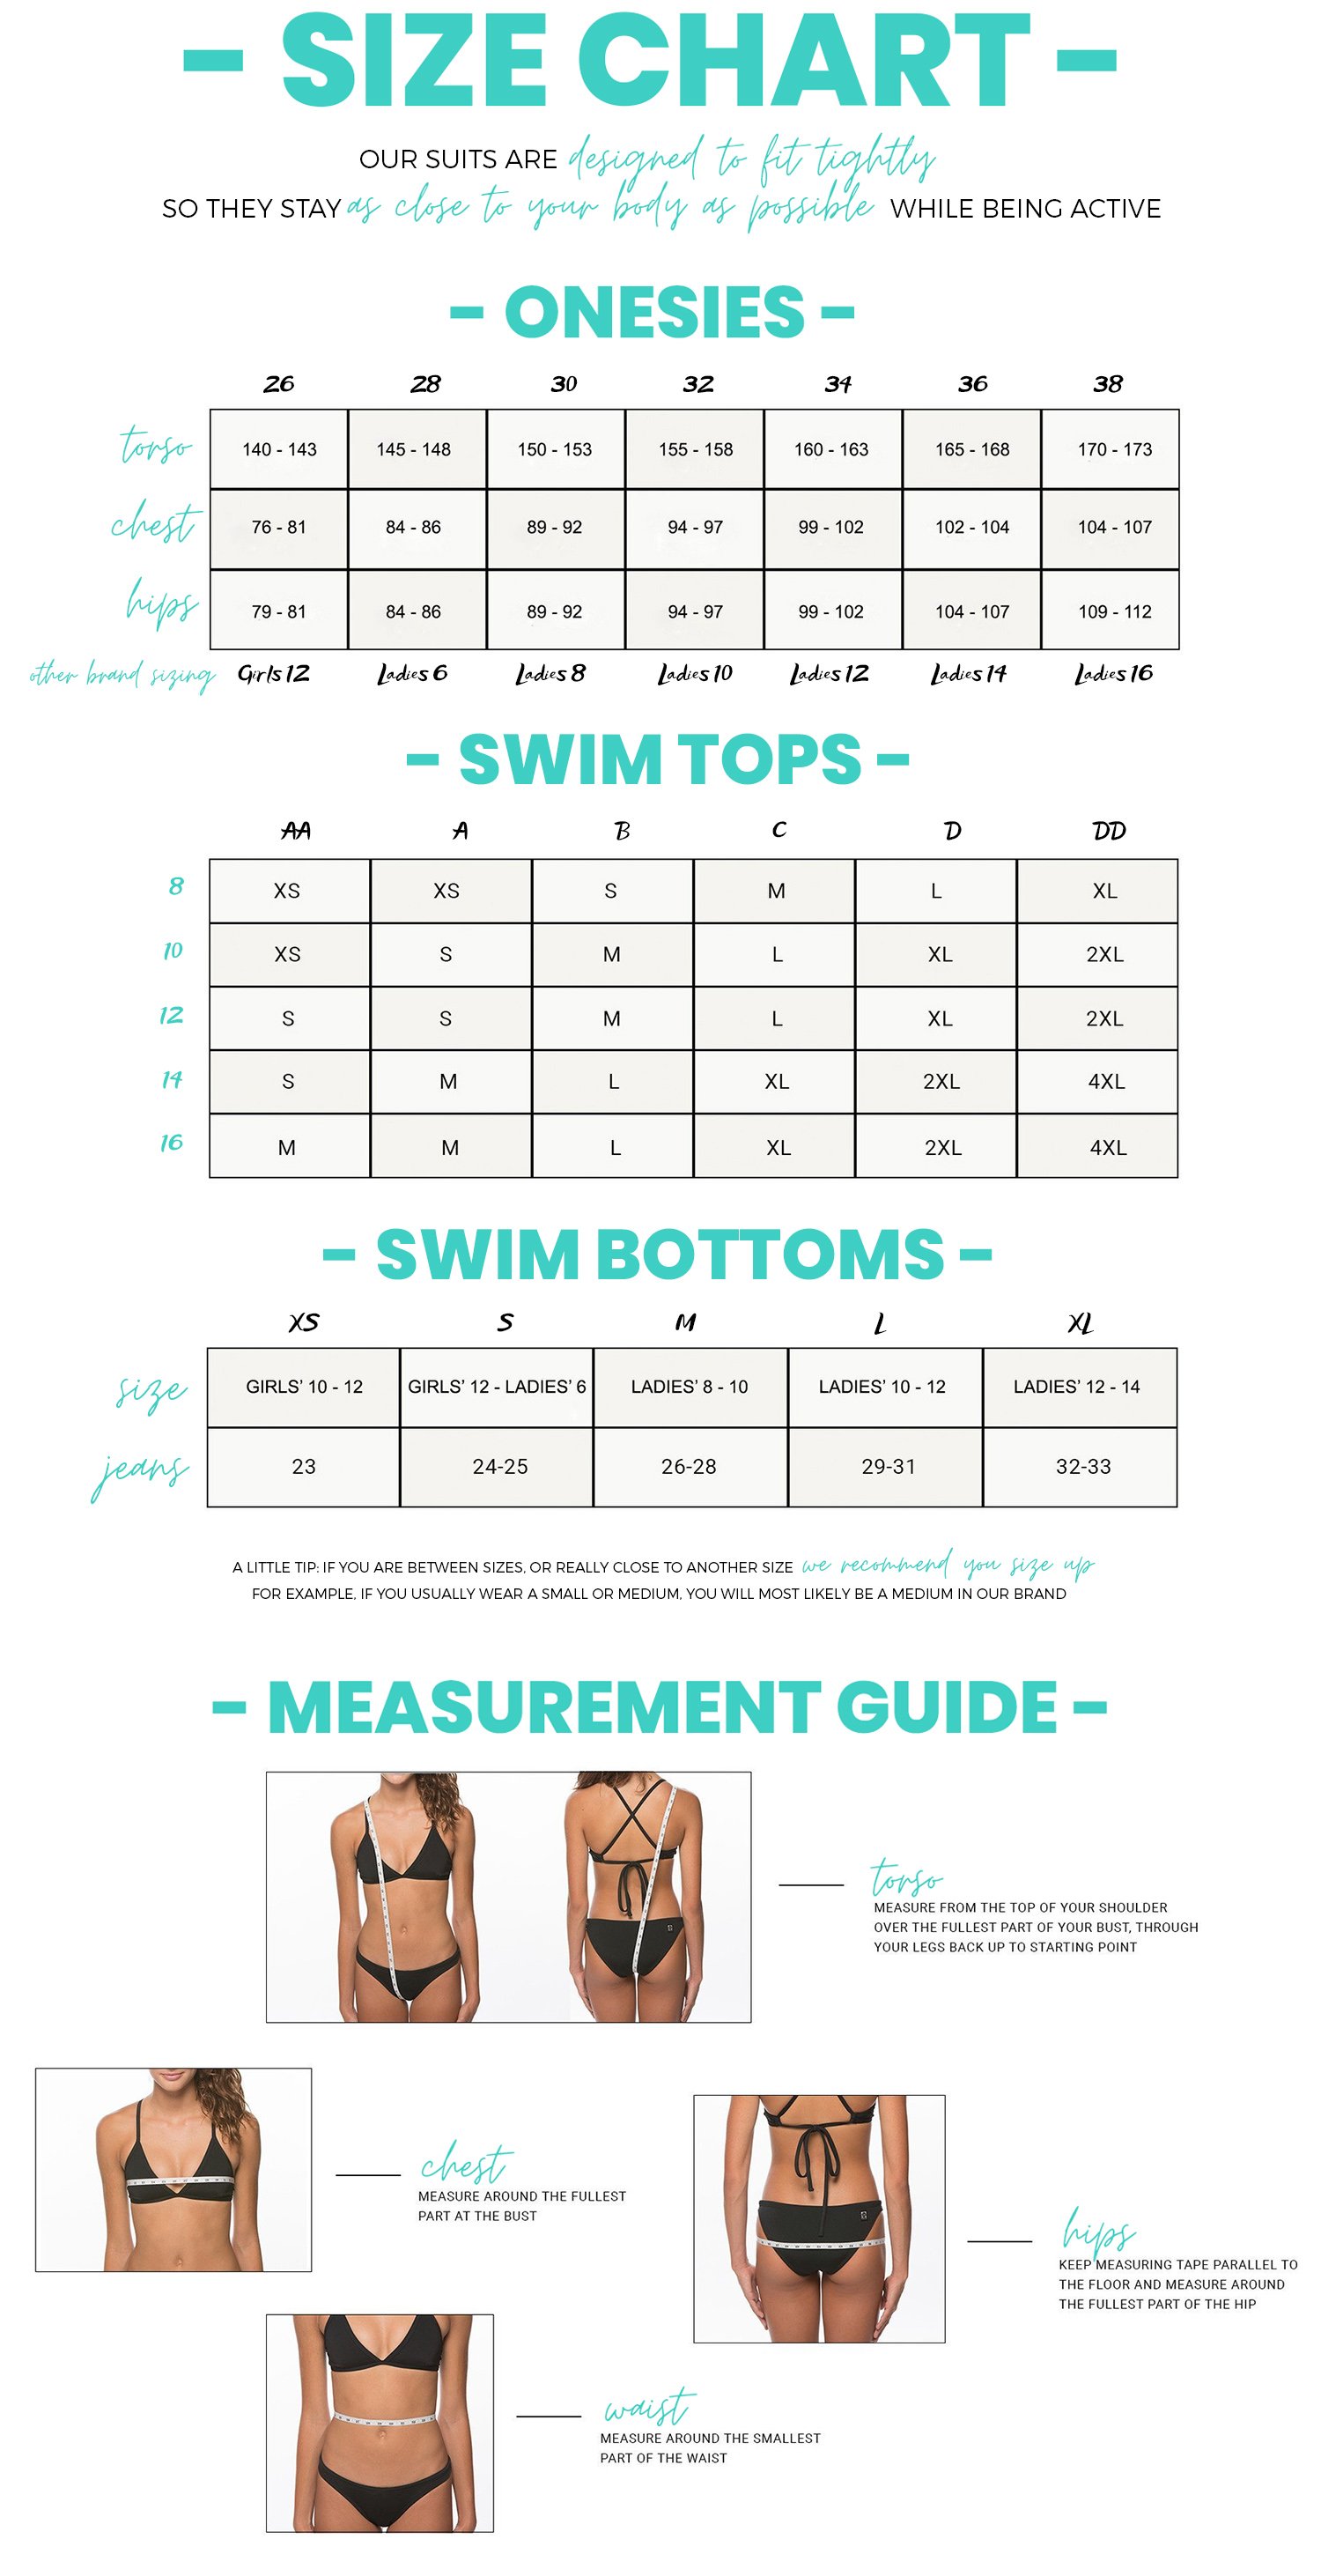 - SIZE CHART -
OUR SUITS ARE designed to fit tightly
SO THEY STAY as close to your body as possible WHILE BEING ACTIVE
- ONESIES -
26 28 30 32 34 36 38
torso 140 - 143 145 - 148 150 - 153 155 - 158 160 - 163 165 - 168 170 - 173
chest 76 - 81 84 - 86 89 - 92 94 - 97 99 - 102 102 - 104 104 - 107
hips 79 - 81 84 - 86 89 - 92 94 - 97 99 - 102 104 - 107 109 - 112
other brand sizing Girls 12 Ladies 6 Ladies 8 Ladies 10 Ladies 12 Ladies 14 Ladies 16
- SWIM TOPS -
AA A B C D DD
8 XS XS S M L XL
10 XS S M L XL 2XL
12 S S M L XL 2XL
14 S M L XL 2XL 4XL
16 M M L XL 2XL 4XL
- SWIM BOTTOMS -
XS S M L XL
size GIRLS' 10 - 12 GIRLS' 12 - LADIES' 6 LADIES' 8 - 10 LADIES' 10 - 12 LADIES' 12 - 14
jeans 23 24-25 26-28 29-31 32-33
A LITTLE TIP: IF YOU ARE BETWEEN SIZES, OR REALLY CLOSE TO ANOTHER SIZE we recommend you size up
FOR EXAMPLE, IF YOU USUALLY WEAR A SMALL OR MEDIUM, YOU WILL MOST LIKELY BE A MEDIUM IN OUR BRAND
- MEASUREMENT GUIDE -
torso
MEASURE FROM THE TOP OF YOUR SHOULDER
OVER THE FULLEST PART OF YOUR BUST, THROUGH
YOUR LEGS BACK UP TO STARTING POINT
chest
MEASURE AROUND THE FULLEST
PART AT THE BUST
hips
KEEP MEASURING TAPE PARALLEL TO
THE FLOOR AND MEASURE AROUND
THE FULLEST PART OF THE HIP
waist
MEASURE AROUND THE SMALLEST
PART OF THE WAIST